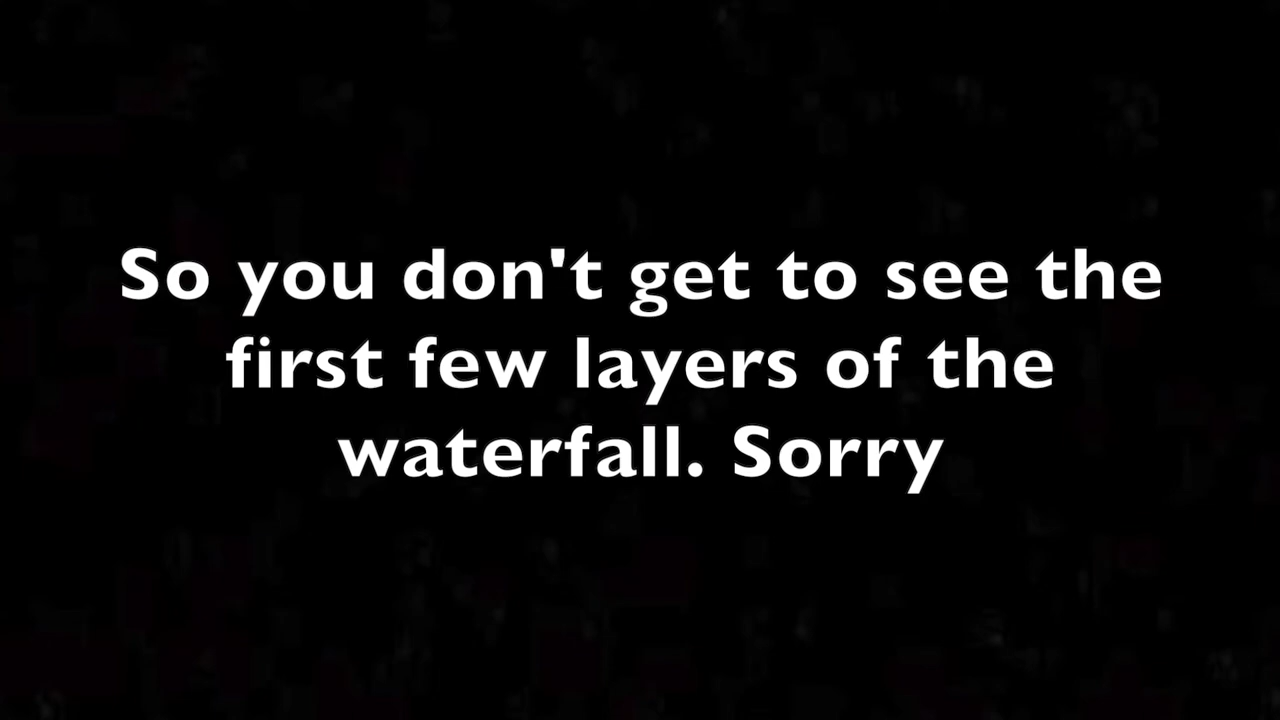 So you don't get to see the
first few layers of the
waterfall. Sorry